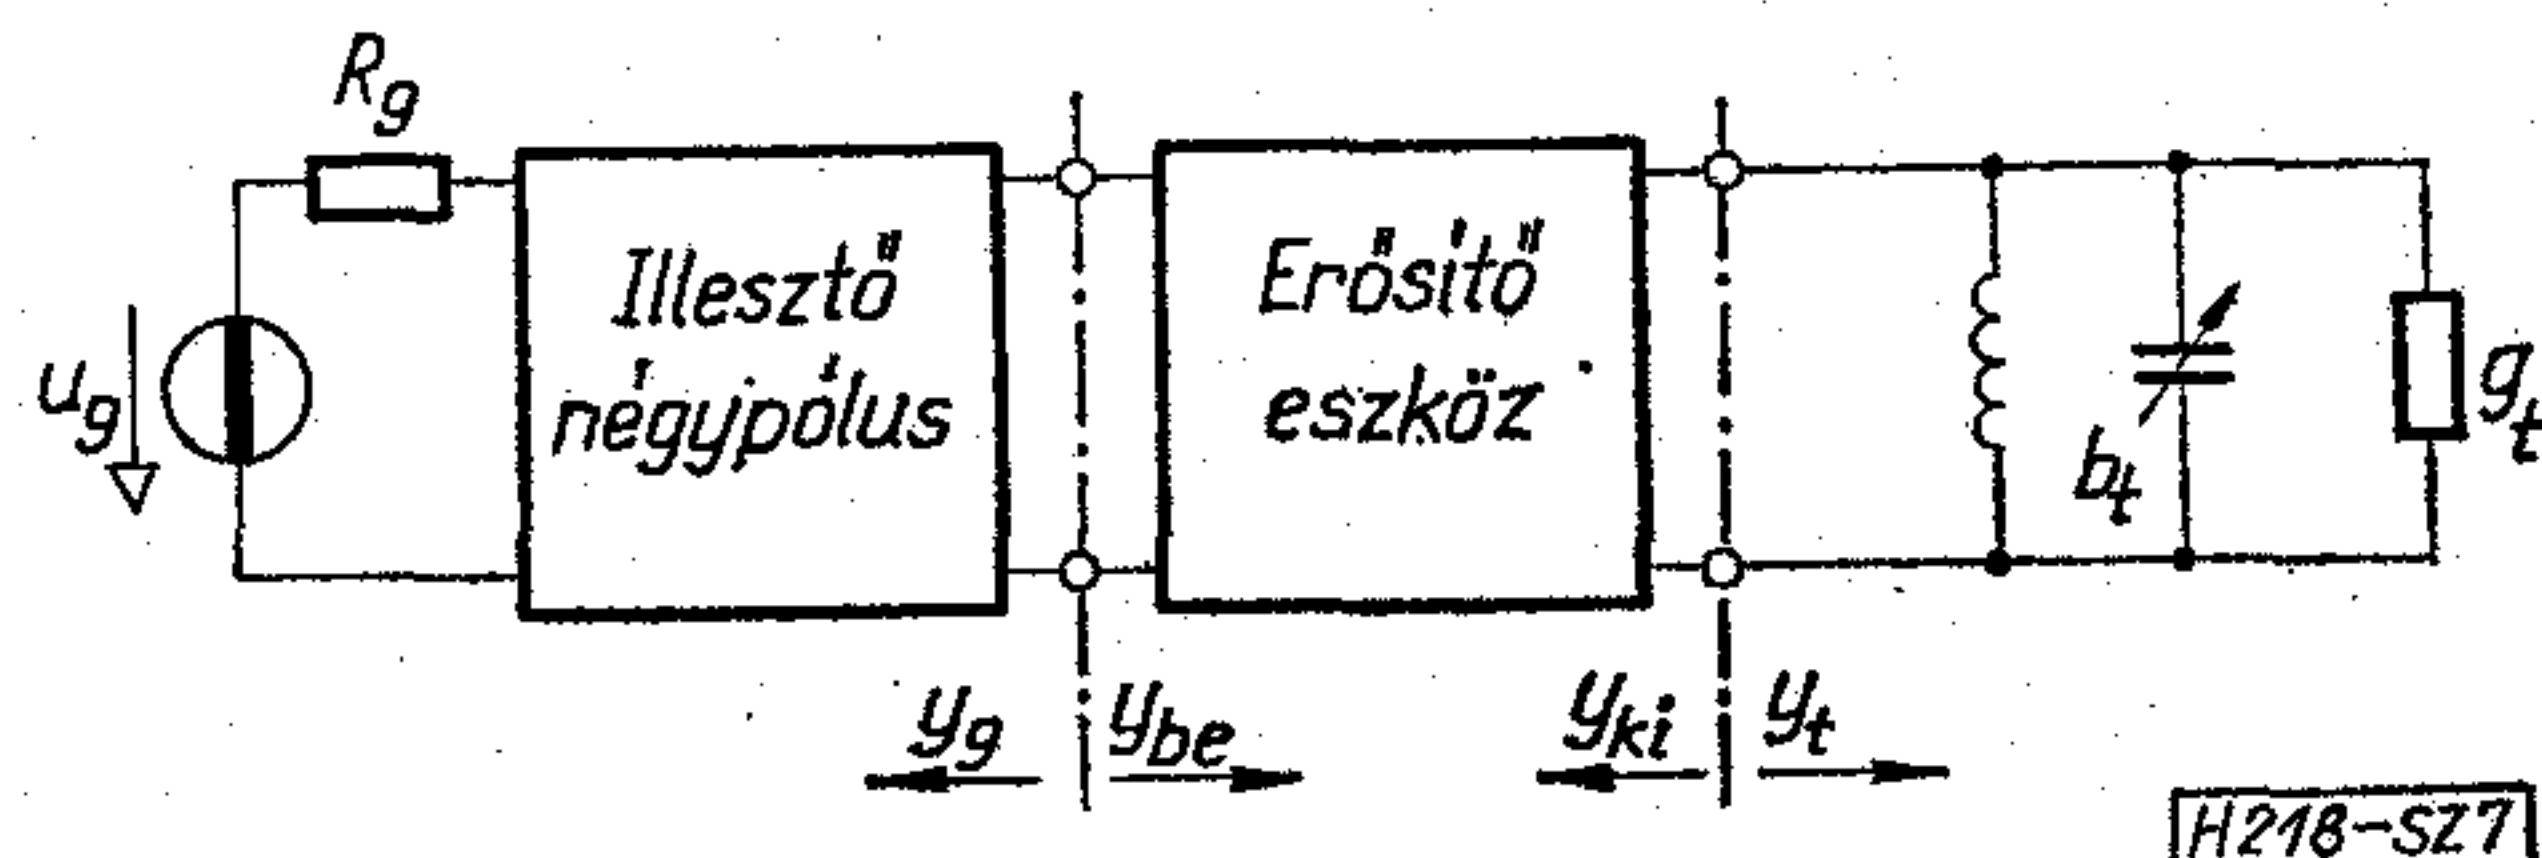 Rg
ug
Illesztő
négypólus
Erősítő
eszköz
bt
gt
yg
ybe
yki
yt
H218-SZ7